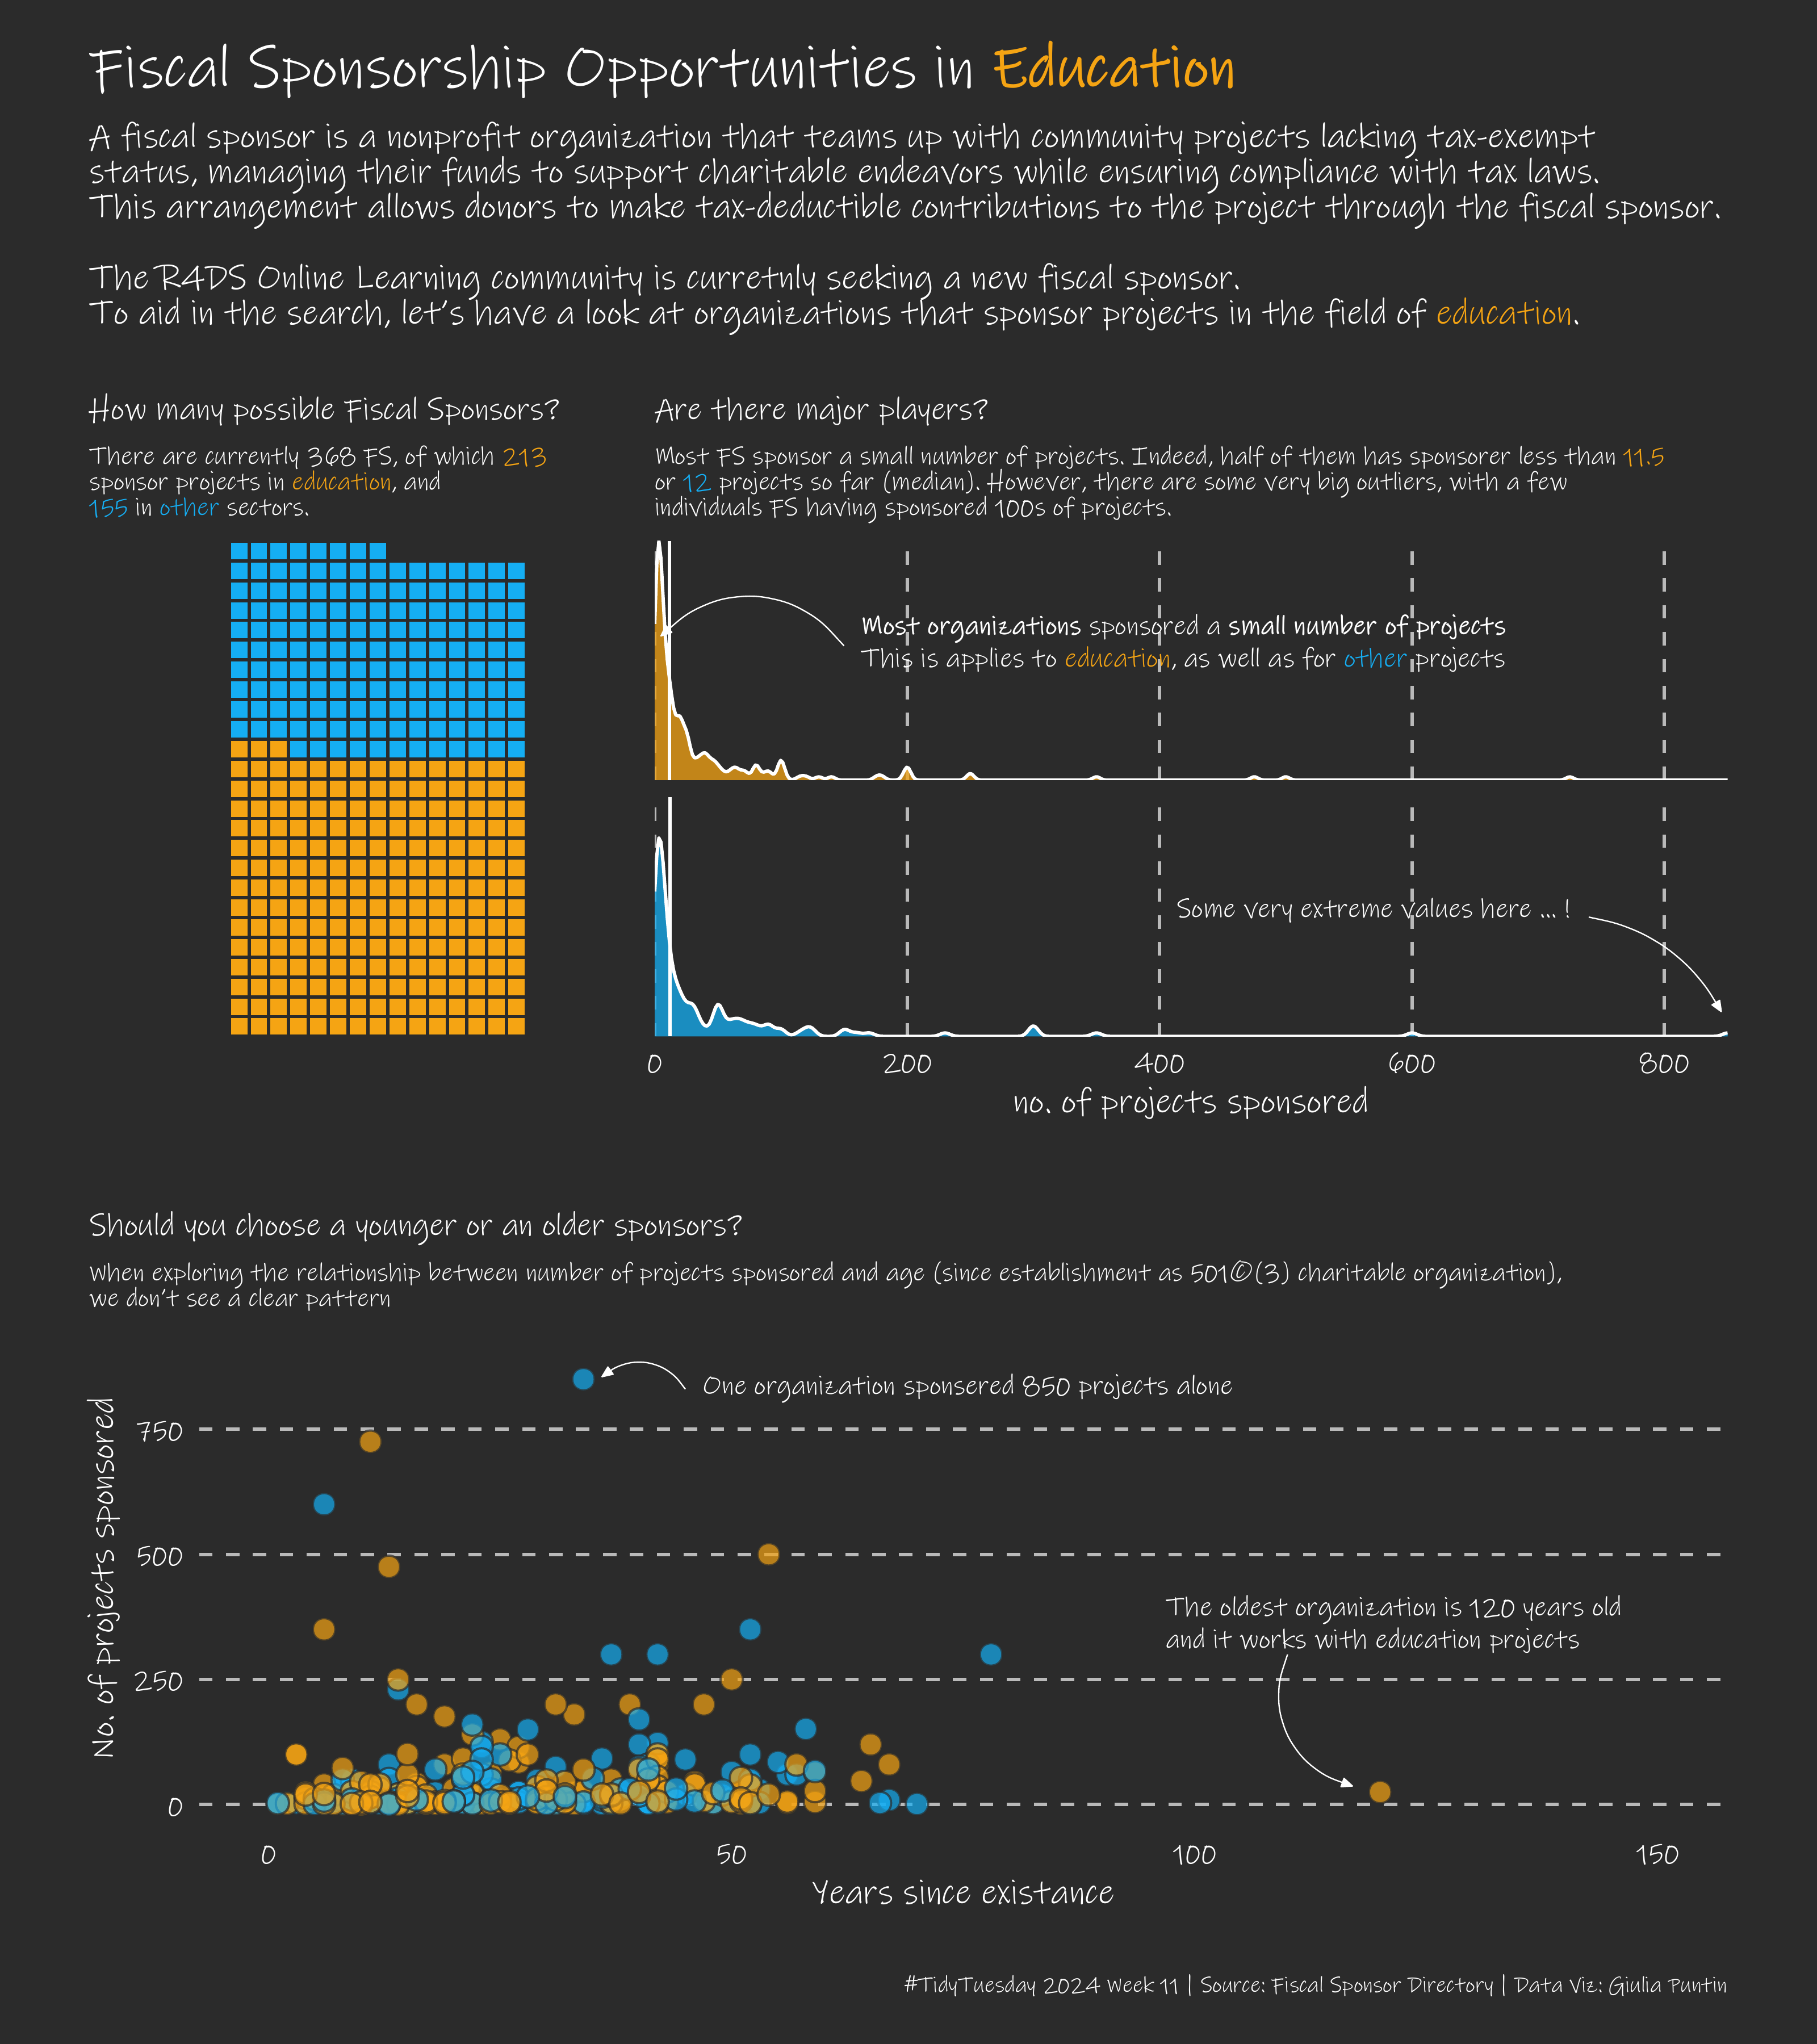 Fiscal Sponsorship Opportunities in Education
A fiscal sponsor is a nonprofit organization that teams up with community projects lacking tax-exempt
status, managing their funds to support charitable endeavors while ensuring compliance with tax laws.
This arrangement allows donors to make tax-deductible contributions to the project through the fiscal sponsor.
The R4DS Online Learning community is curretnly seeking a new fiscal sponsor.
To aid in the search, let's have a look at organizations that sponsor projects in the field of education.
How many possible Fiscal Sponsors?
There are currently 368 FS, of which 213
sponsor projects in education, and
155 in other sectors.
Are there major players?
Most FS sponsor a small number of projects. Indeed, half of them has sponsorer less than 11.5
or 12 projects so far (median). However, there are some very big outliers, with a few
individuals FS having sponsored 100s of projects.
Most organizations sponsored a small number of projects
This is applies to education, as well as for other projects
Some very extreme values here ... !
0 200 400 600 800
no. of projects sponsored
Should you choose a younger or an older sponsors?
When exploring the relationship between number of projects sponsored and age (since establishment as 501©(3) charitable organization),
we don't see a clear pattern
One organization sponsered 850 projects alone
No. of projects sponsored
750
500
250
0
The oldest organization is 120 years old
and it works with education projects
0 50 100 150
Years since existance
#TidyTuesday 2024 Week 11 | Source: Fiscal Sponsor Directory | Data Viz: Giulia Puntin